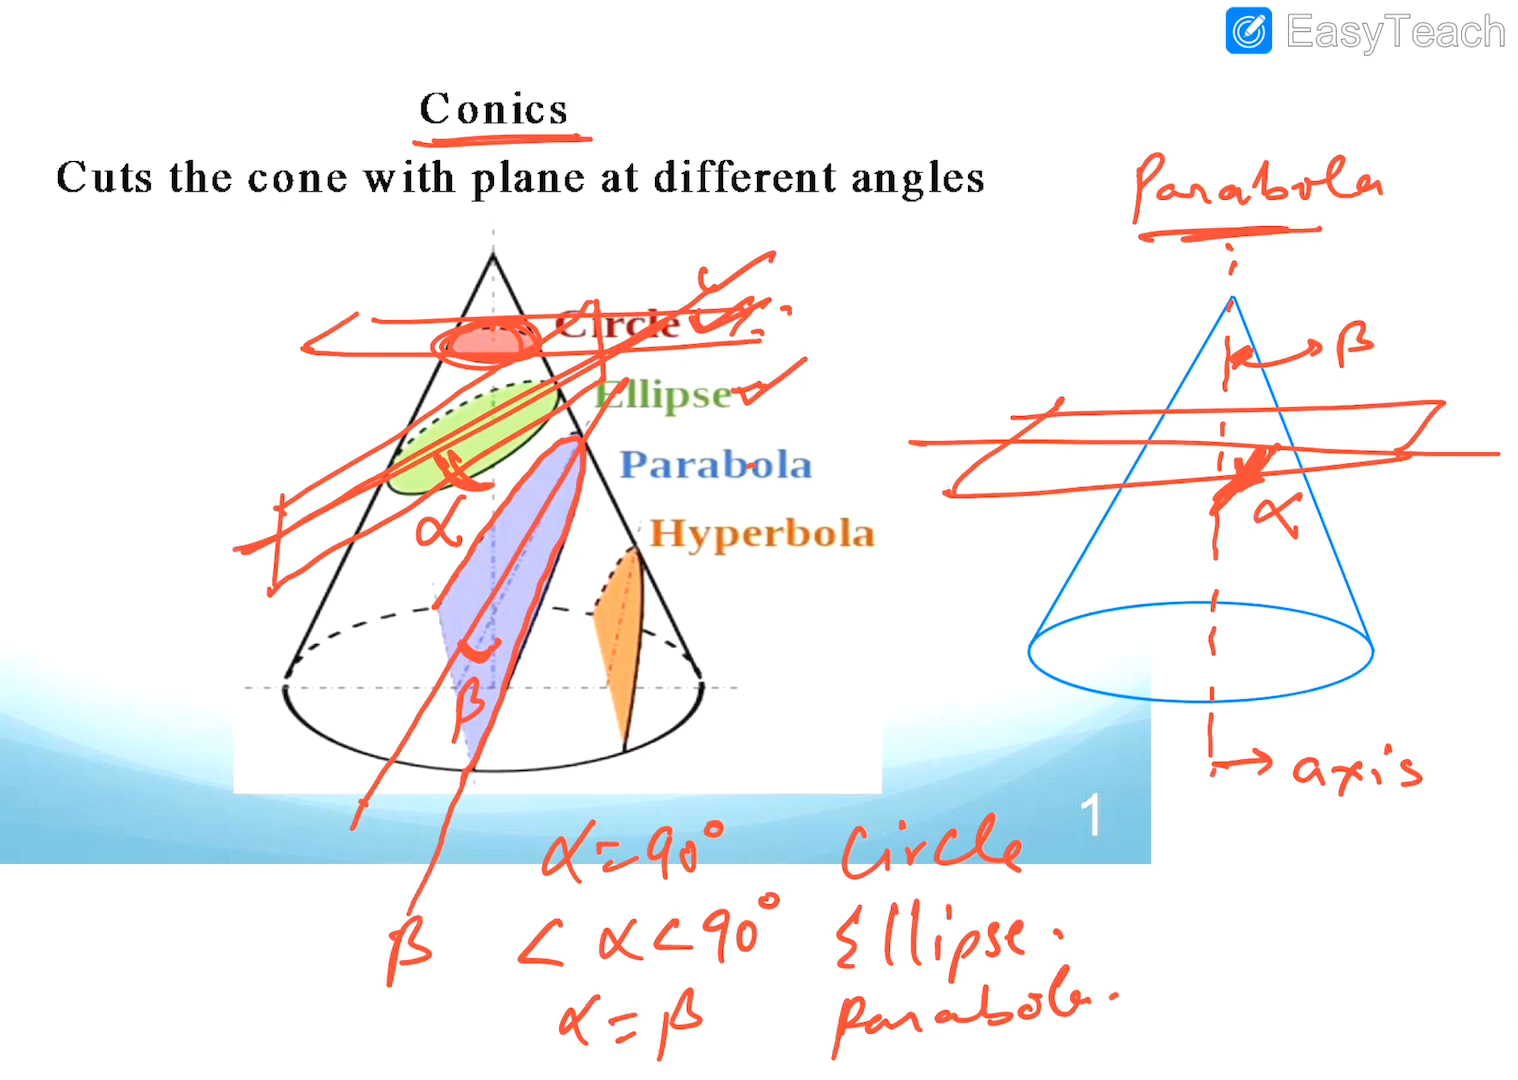 EasyTeach
Conics
Cuts the cone with plane at different angles
Parabola
Circle
Ellipse
Parabola
Hyperbola
β
α
α
β
axis
1
α = 90° Circle
β < α < 90° Ellipse.
α = β Parabola.